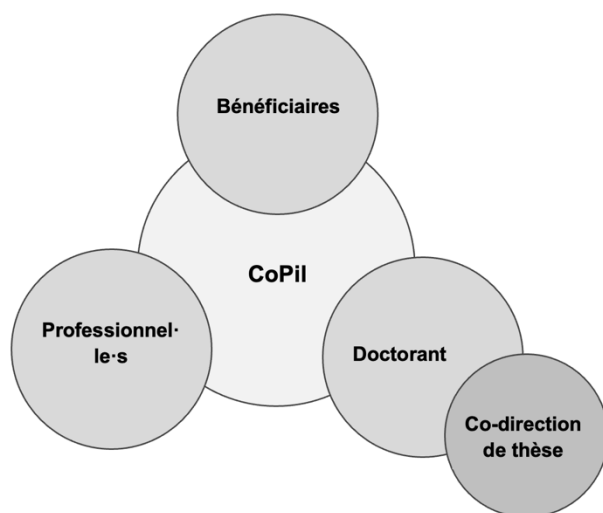 Bénéficiaires
CoPil
Professionnel·
le·s
Doctorant
Co-direction
de thèse